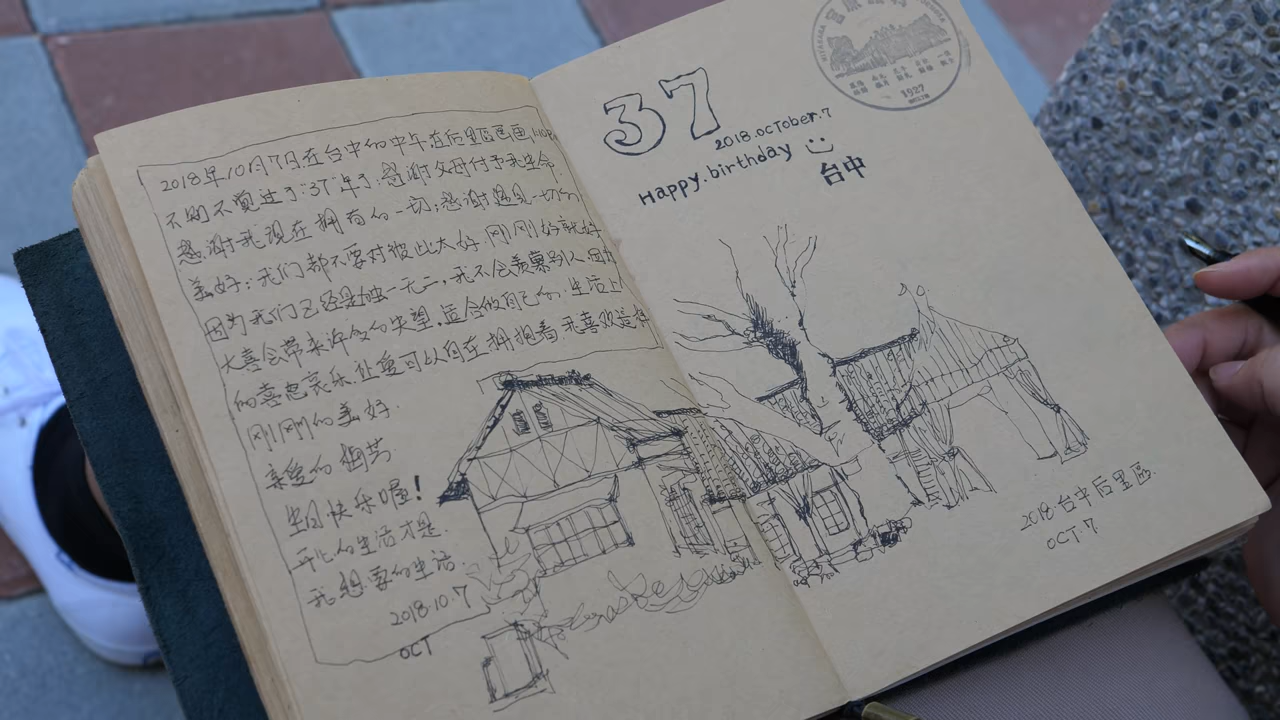 2018年10月7日在台中的中午在后里区画画
不知不觉过了"37"年了.感谢父母付予我生命.
感谢我现在拥有的一切;感谢遇见一切的
美好;我们都不要对彼此太好 刚刚好就好
因为我们已经是独一无二,我不会羡慕别人.因为
大喜会带来许多的失望.适合做自己的.生活上
的喜忠哀乐.让爱可以自在拥抱着.我喜欢这样
刚刚的美好.
亲爱的
生日快乐喔!
的生活才是.
我想要的生活.
2018.10.7
OCT
37
2018.OCTober.7
Happy.birthday
台中
1927
2018.台中后里區.
OCT.7